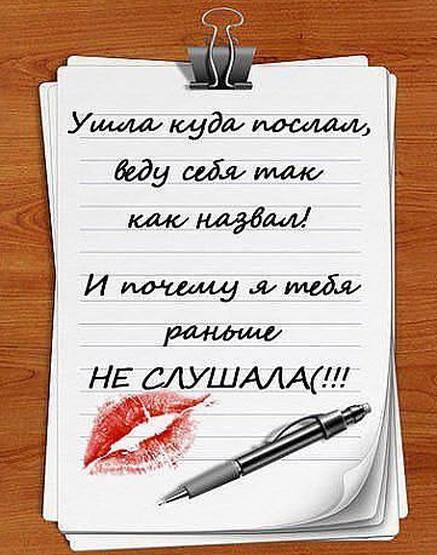 Ушла куда послал,
веду себя так
как назвал!
И почему я тебя
раньше
НЕ СЛУШАЛА(!!!